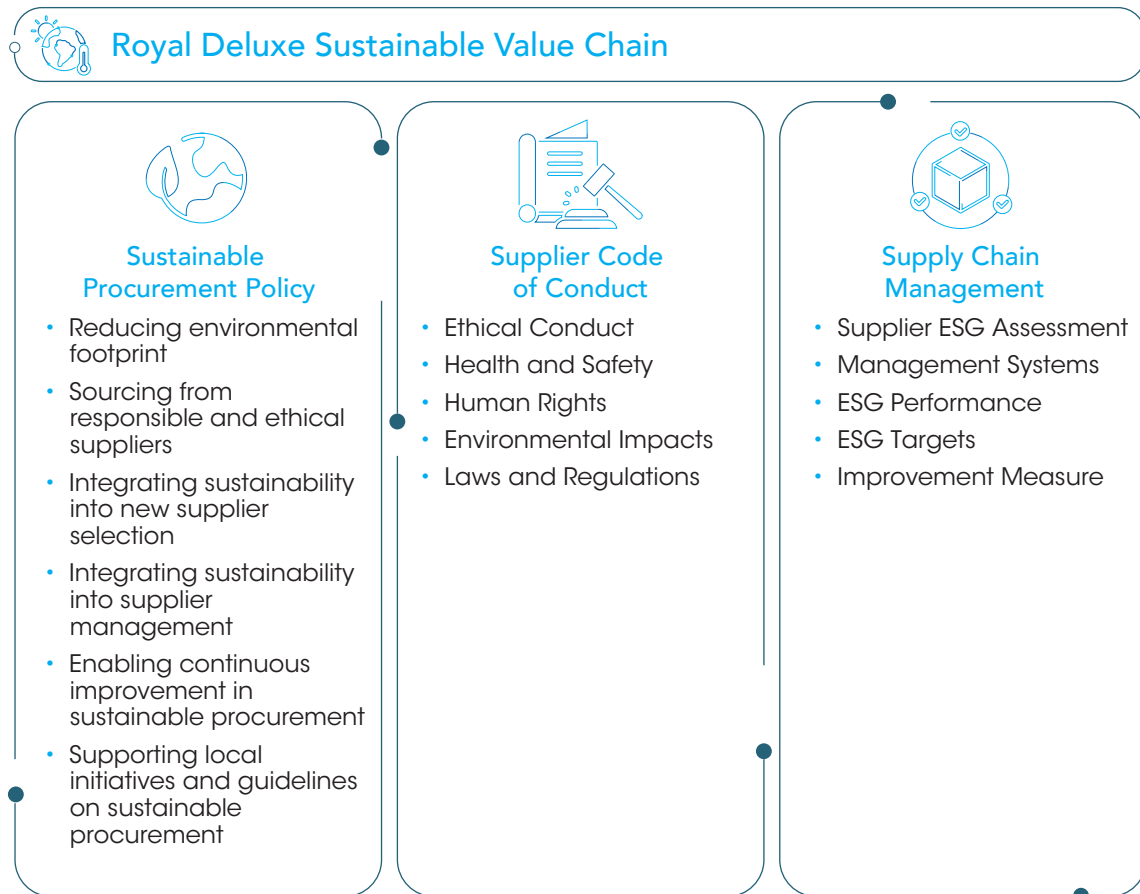 Royal Deluxe Sustainable Value Chain
Sustainable
Procurement Policy
• Reducing environmental
footprint
• Sourcing from
responsible and ethical
suppliers
• Integrating sustainability
into new supplier
selection
• Integrating sustainability
into supplier
management
• Enabling continuous
improvement in
sustainable procurement
• Supporting local
initiatives and guidelines
on sustainable
procurement
Supplier Code
of Conduct
• Ethical Conduct
• Health and Safety
• Human Rights
• Environmental Impacts
• Laws and Regulations
Supply Chain
Management
• Supplier ESG Assessment
• Management Systems
• ESG Performance
• ESG Targets
• Improvement Measure